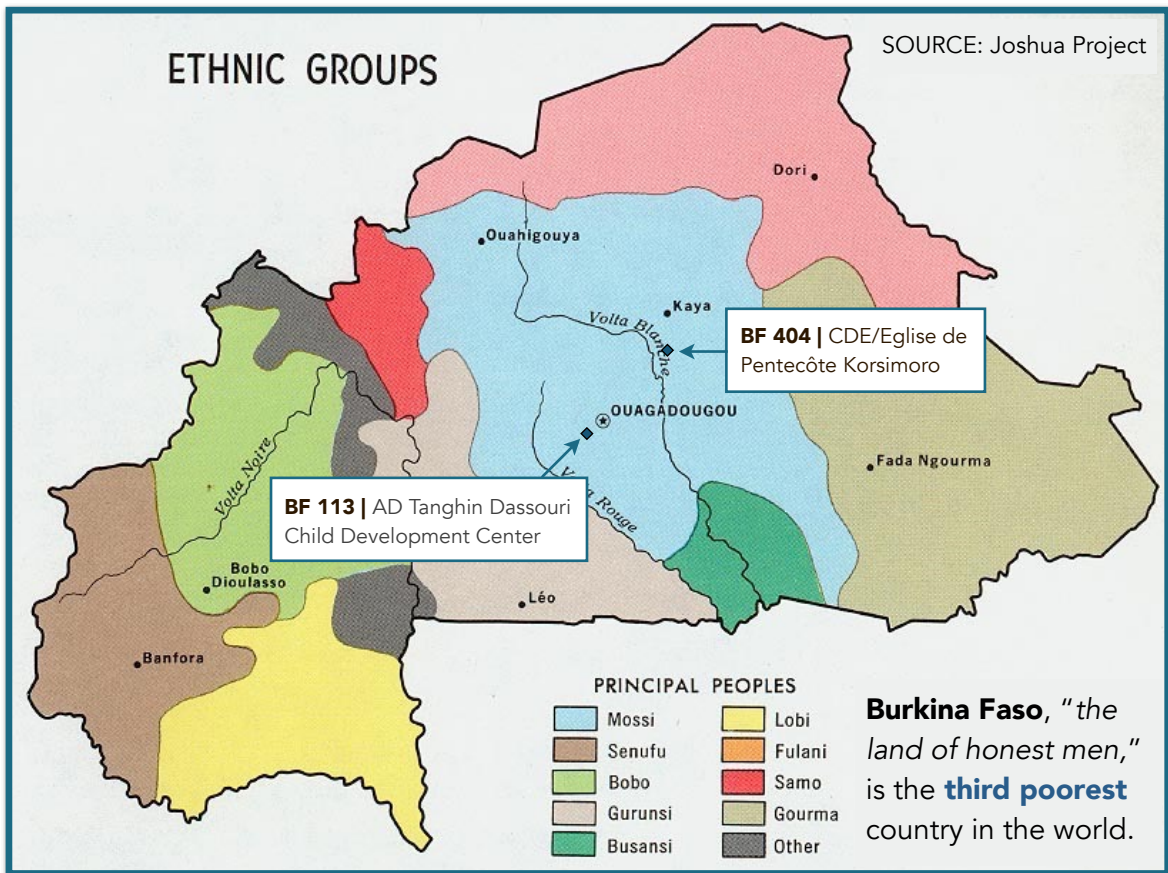 ETHNIC GROUPS
SOURCE: Joshua Project
Dori
Ouahigouya
Kaya
Volta Blanche
BF 404 | CDE/Eglise de
Pentecôte Korsimoro
OUAGADOUGOU
Fada Ngourma
Volta Noire
Volta Rouge
BF 113 | AD Tanghin Dassouri
Child Development Center
Bobo
Dioulasso
Léo
Banfora
PRINCIPAL PEOPLES
Mossi
Senufu
Bobo
Gurunsi
Busansi
Lobi
Fulani
Samo
Gourma
Other
Burkina Faso, "the
land of honest men,"
is the third poorest
country in the world.